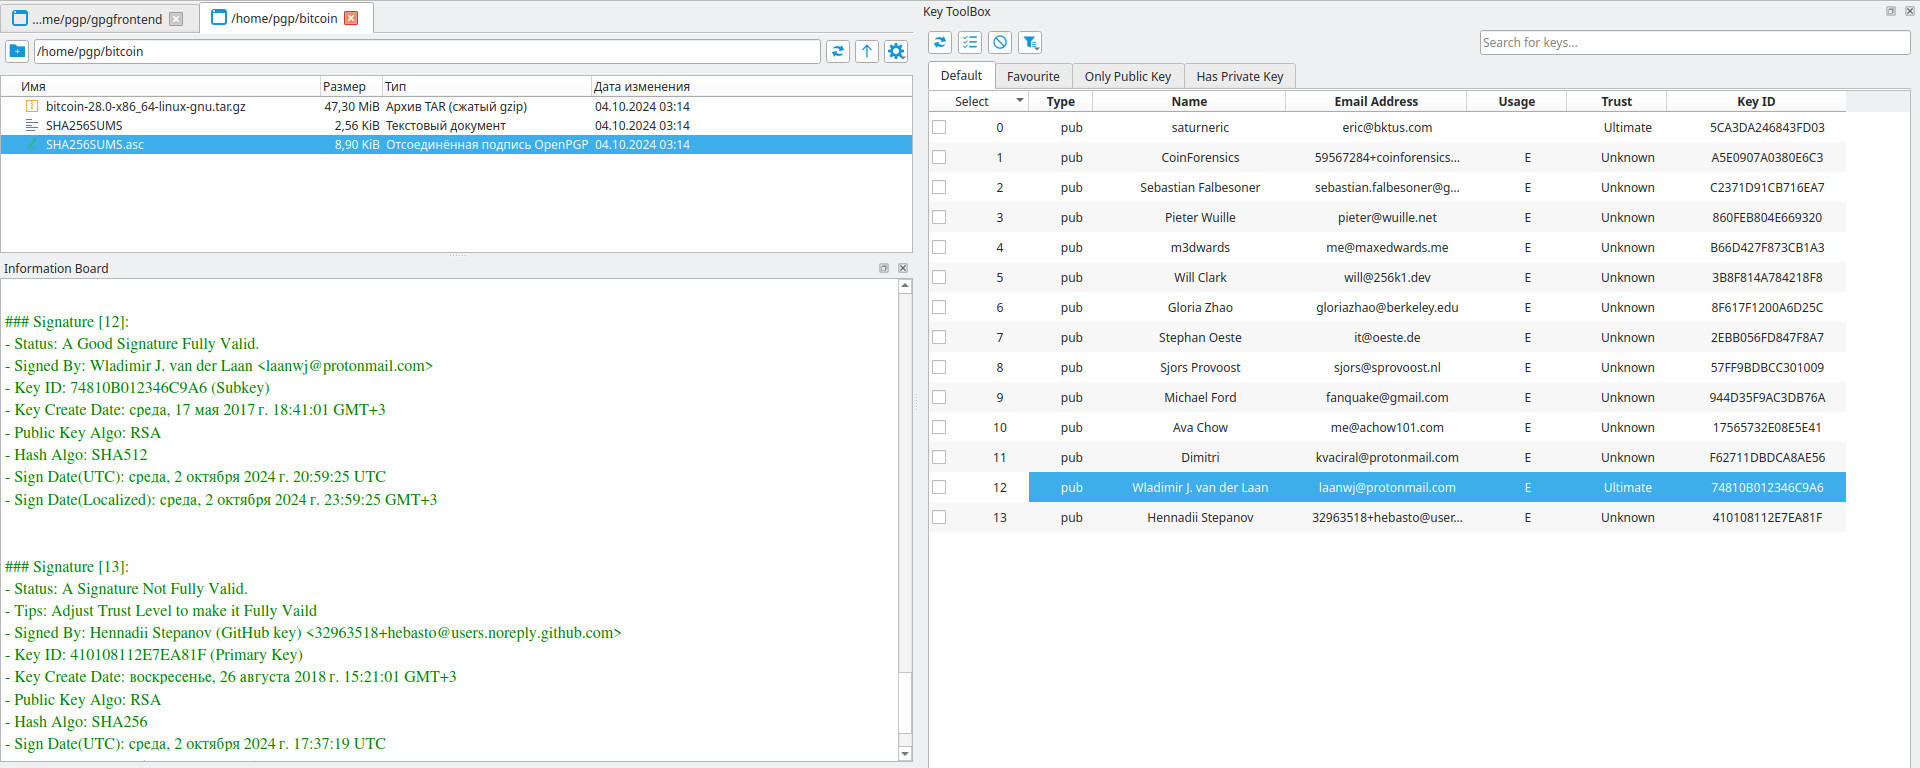 ...me/pgp/gpgfrontend
/home/pgp/bitcoin
/home/pgp/bitcoin
Имя Размер Тип Дата изменения
bitcoin-28.0-x86_64-linux-gnu.tar.gz 47,30 MiB Архив TAR (сжатый gzip) 04.10.2024 03:14
SHA256SUMS 2,56 KiB Текстовый документ 04.10.2024 03:14
SHA256SUMS.asc 8,90 KiB Отсоединённая подпись OpenPGP 04.10.2024 03:14
Information Board
### Signature [12]:
- Status: A Good Signature Fully Valid.
- Signed By: Wladimir J. van der Laan <laanwj@protonmail.com>
- Key ID: 74810B012346C9A6 (Subkey)
- Key Create Date: среда, 17 мая 2017 г. 18:41:01 GMT+3
- Public Key Algo: RSA
- Hash Algo: SHA512
- Sign Date(UTC): среда, 2 октября 2024 г. 20:59:25 UTC
- Sign Date(Localized): среда, 2 октября 2024 г. 23:59:25 GMT+3
### Signature [13]:
- Status: A Signature Not Fully Valid.
- Tips: Adjust Trust Level to make it Fully Vaild
- Signed By: Hennadii Stepanov (GitHub key) <32963518+hebasto@users.noreply.github.com>
- Key ID: 410108112E7EA81F (Primary Key)
- Key Create Date: воскресенье, 26 августа 2018 г. 15:21:01 GMT+3
- Public Key Algo: RSA
- Hash Algo: SHA256
- Sign Date(UTC): среда, 2 октября 2024 г. 17:37:19 UTC
Key ToolBox
Search for keys...
Default Favourite Only Public Key Has Private Key
Select Type Name Email Address Usage Trust Key ID
0 pub saturneric eric@bktus.com Ultimate 5CA3DA246843FD03
1 pub CoinForensics 59567284+coinforensics... E Unknown A5E0907A0380E6C3
2 pub Sebastian Falbesoner sebastian.falbesoner@g... E Unknown C2371D91CB716EA7
3 pub Pieter Wuille pieter@wuille.net E Unknown 860FEB804E669320
4 pub m3dwards me@maxedwards.me E Unknown B66D427F873CB1A3
5 pub Will Clark will@256k1.dev E Unknown 3B8F814A784218F8
6 pub Gloria Zhao gloriazhao@berkeley.edu E Unknown 8F617F1200A6D25C
7 pub Stephan Oeste it@oeste.de E Unknown 2EBB056FD847F8A7
8 pub Sjors Provoost sjors@sprovoost.nl E Unknown 57FF9BDBCC301009
9 pub Michael Ford fanquake@gmail.com E Unknown 944D35F9AC3DB76A
10 pub Ava Chow me@achow101.com E Unknown 17565732E08E5E41
11 pub Dimitri kvaciral@protonmail.com E Unknown F62711DBDCA8AE56
12 pub Wladimir J. van der Laan laanwj@protonmail.com E Ultimate 74810B012346C9A6
13 pub Hennadii Stepanov 32963518+hebasto@user... E Unknown 410108112E7EA81F